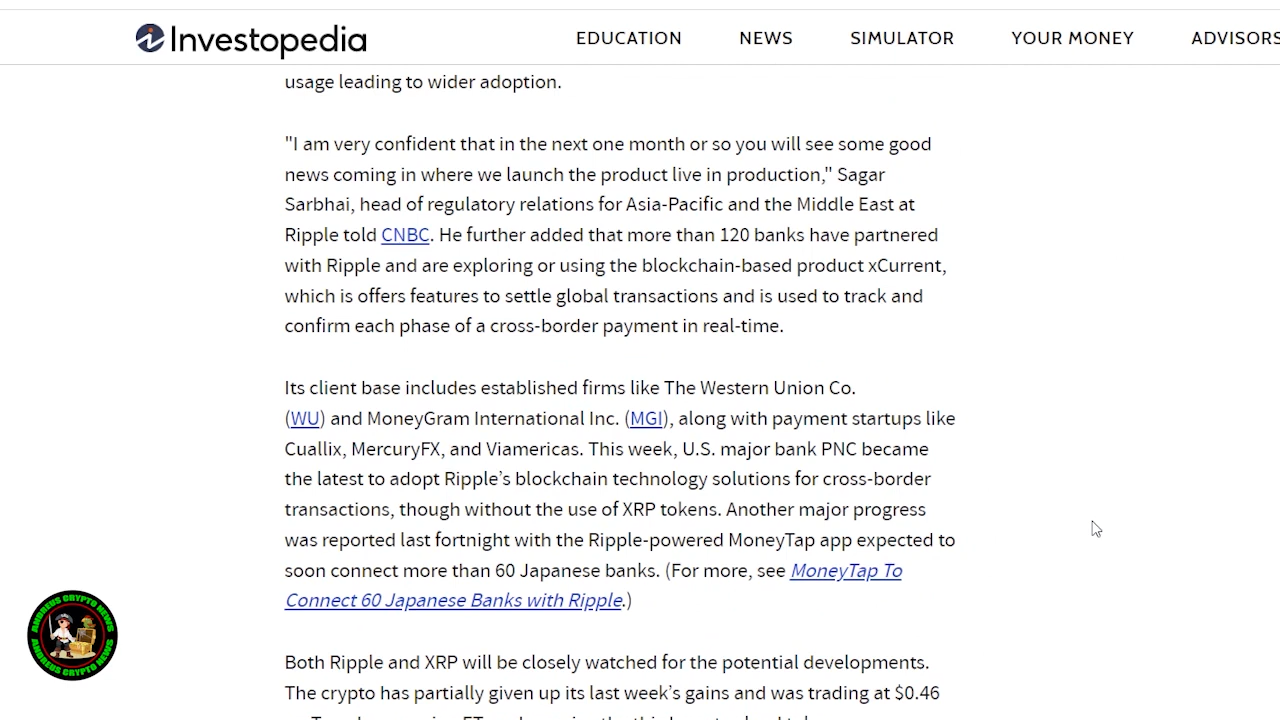 Investopedia
EDUCATION NEWS SIMULATOR YOUR MONEY ADVISORS
usage leading to wider adoption.
"I am very confident that in the next one month or so you will see some good
news coming in where we launch the product live in production," Sagar
Sarbhai, head of regulatory relations for Asia-Pacific and the Middle East at
Ripple told CNBC. He further added that more than 120 banks have partnered
with Ripple and are exploring or using the blockchain-based product xCurrent,
which is offers features to settle global transactions and is used to track and
confirm each phase of a cross-border payment in real-time.
Its client base includes established firms like The Western Union Co.
(WU) and MoneyGram International Inc. (MGI), along with payment startups like
Cuallix, MercuryFX, and Viamericas. This week, U.S. major bank PNC became
the latest to adopt Ripple’s blockchain technology solutions for cross-border
transactions, though without the use of XRP tokens. Another major progress
was reported last fortnight with the Ripple-powered MoneyTap app expected to
soon connect more than 60 Japanese banks. (For more, see MoneyTap To
Connect 60 Japanese Banks with Ripple.)
ANDREUS CRYPTO NEWS
ANDREUS CRYPTO NEWS
Both Ripple and XRP will be closely watched for the potential developments.
The crypto has partially given up its last week’s gains and was trading at $0.46